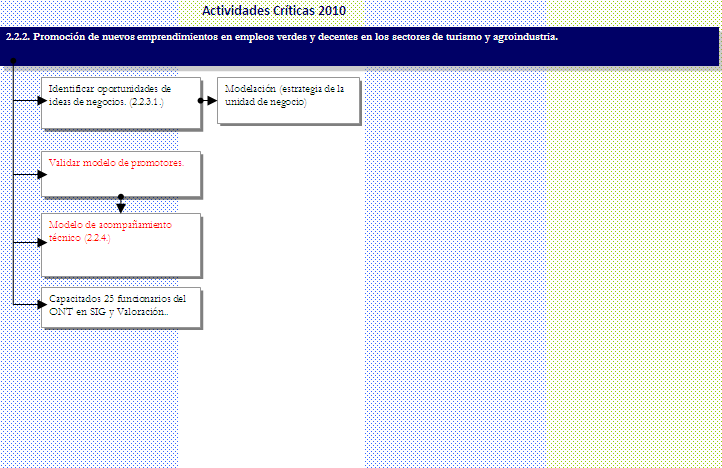 Actividades Críticas 2010
2.2.2. Promoción de nuevos emprendimientos en empleos verdes y decentes en los sectores de turismo y agroindustria.
Identificar oportunidades de
ideas de negocios. (2.2.3.1.)
Modelación (estrategia de la
unidad de negocio)
Validar modelo de promotores.
Modelo de acompañamiento
técnico (2.2.4.)
Capacitados 25 funcionarios del
ONT en SIG y Valoración..